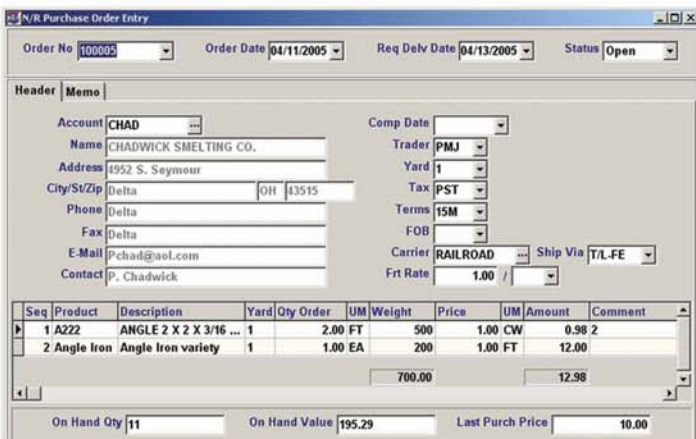 N/R Purchase Order Entry
Order No 100005 Order Date 04/11/2005 Req Delv Date 04/13/2005 Status Open
Header Memo
Account CHAD ... Comp Date
Name CHADWICK SMELTING CO. Trader PMJ
Address 4952 S. Seymour Yard 1
City/St/Zip Delta OH 43515 Tax PST
Phone Delta Terms 15M
Fax Delta FOB
E-Mail Pchad@aol.com Carrier RAILROAD ... Ship Via T/L-FE
Contact P. Chadwick Frt Rate 1.00 /
Seq Product Description Yard Qty Order UM Weight Price UM Amount Comment
1 A222 ANGLE 2 X 2 X 3/16 ... 1 2.00 FT 500 1.00 CW 0.98 2
2 Angle Iron Angle Iron variety 1 1.00 EA 200 1.00 FT 12.00
700.00 12.98
On Hand Qty 11 On Hand Value 195.29 Last Purch Price 10.00